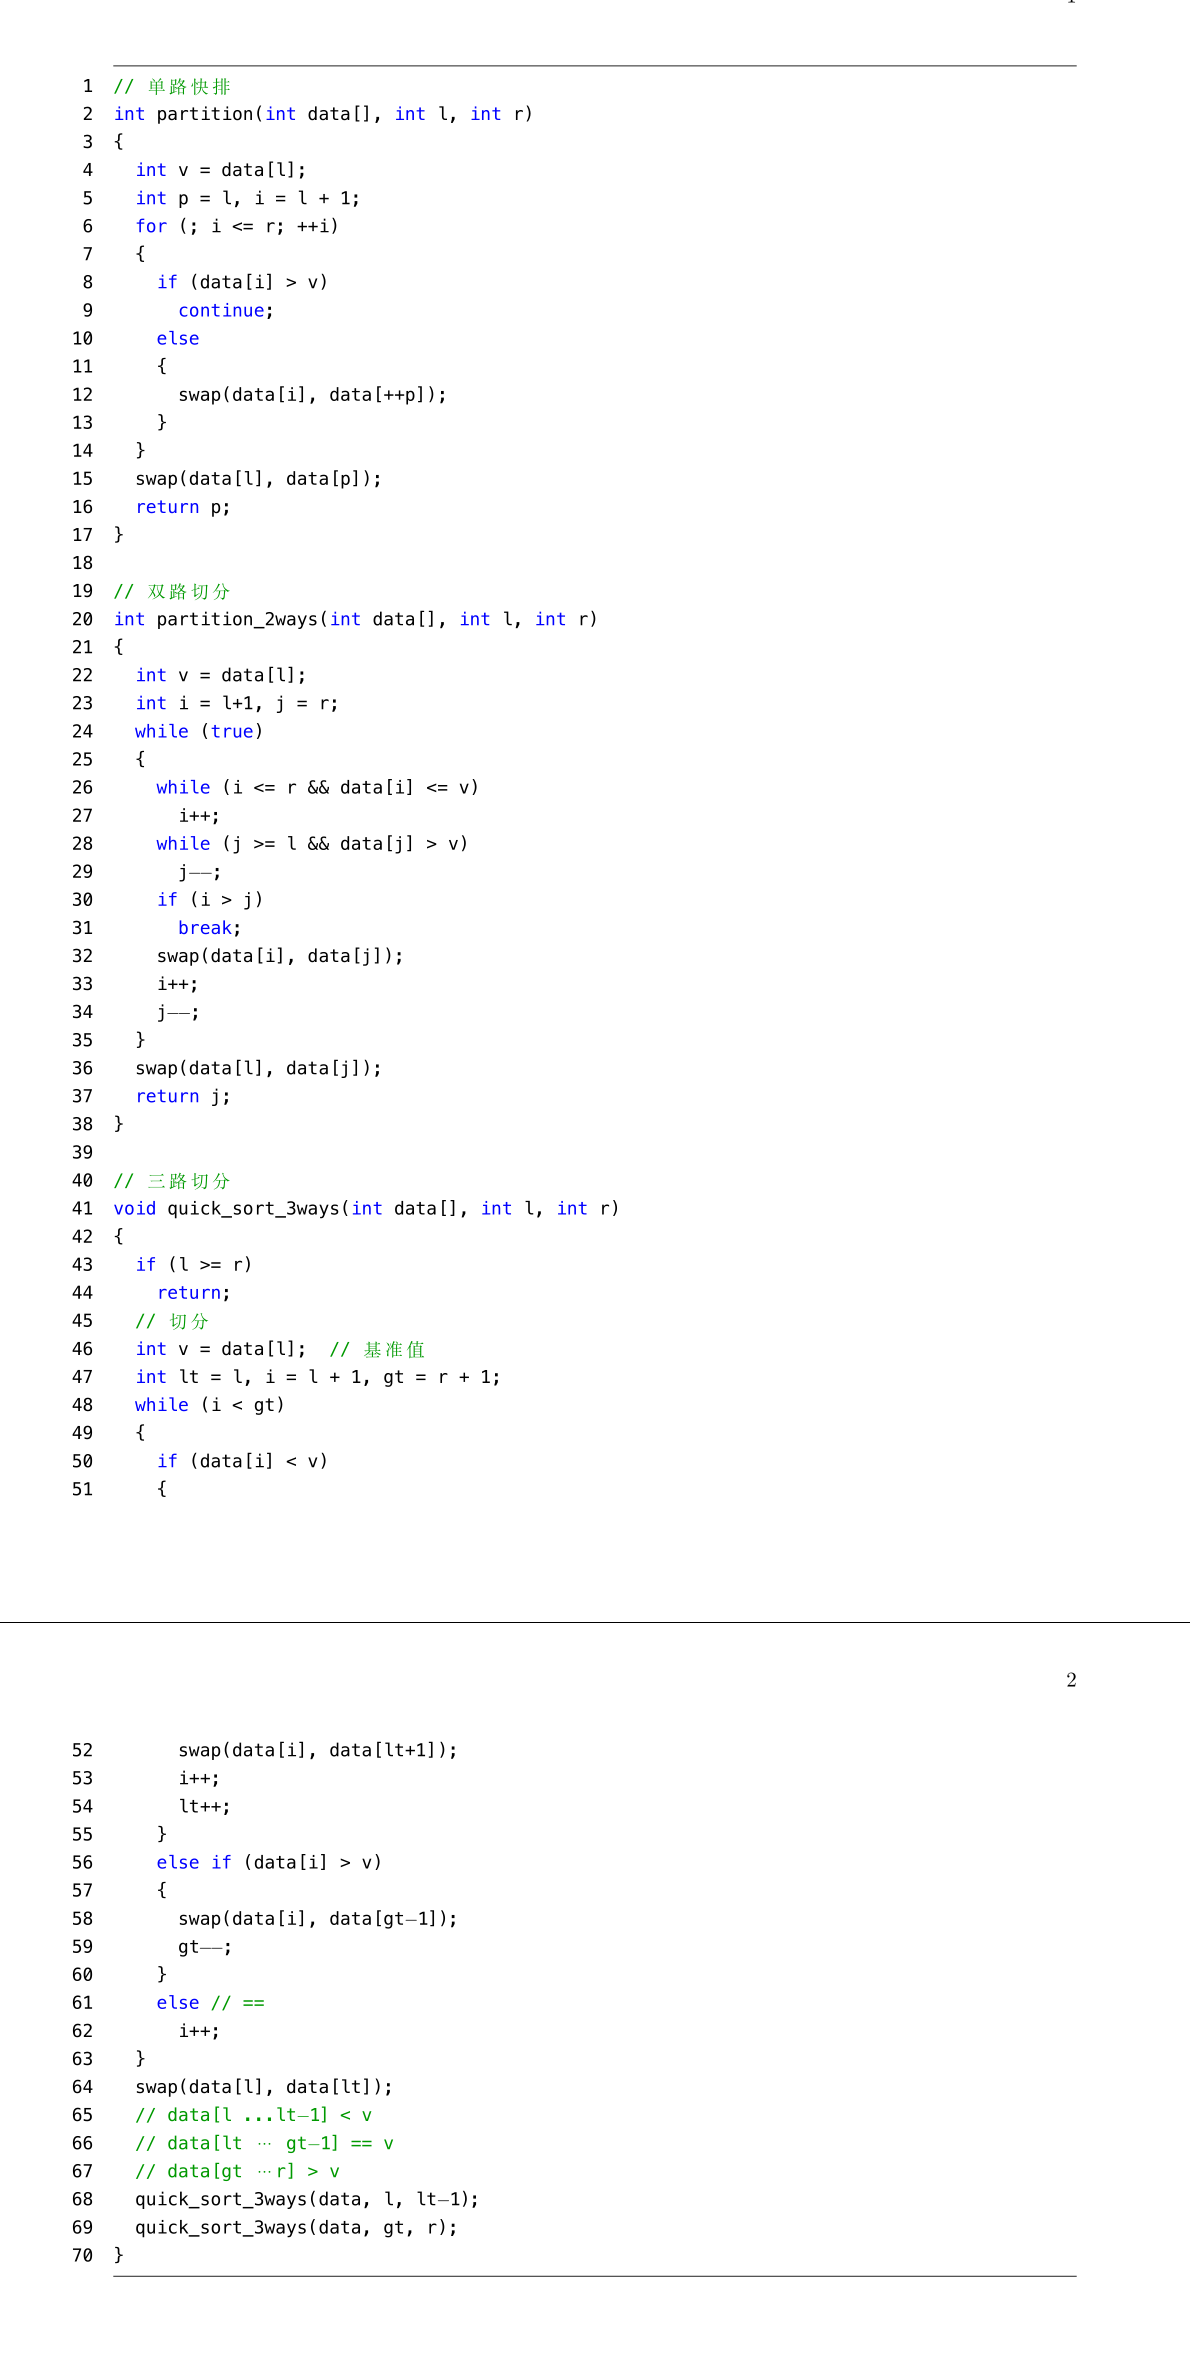 1 // 单路快排
2 int partition(int data[], int l, int r)
3 {
4 int v = data[l];
5 int p = l, i = l + 1;
6 for (; i <= r; ++i)
7 {
8 if (data[i] > v)
9 continue;
10 else
11 {
12 swap(data[i], data[++p]);
13 }
14 }
15 swap(data[l], data[p]);
16 return p;
17 }
18
19 // 双路切分
20 int partition_2ways(int data[], int l, int r)
21 {
22 int v = data[l];
23 int i = l+1, j = r;
24 while (true)
25 {
26 while (i <= r && data[i] <= v)
27 i++;
28 while (j >= l && data[j] > v)
29 j−−;
30 if (i > j)
31 break;
32 swap(data[i], data[j]);
33 i++;
34 j−−;
35 }
36 swap(data[l], data[j]);
37 return j;
38 }
39
40 // 三路切分
41 void quick_sort_3ways(int data[], int l, int r)
42 {
43 if (l >= r)
44 return;
45 // 切分
46 int v = data[l]; // 基准值
47 int lt = l, i = l + 1, gt = r + 1;
48 while (i < gt)
49 {
50 if (data[i] < v)
51 {
2
52 swap(data[i], data[lt+1]);
53 i++;
54 lt++;
55 }
56 else if (data[i] > v)
57 {
58 swap(data[i], data[gt−1]);
59 gt−−;
60 }
61 else // ==
62 i++;
63 }
64 swap(data[l], data[lt]);
65 // data[l ...lt−1] < v
66 // data[lt ⋯ gt−1] == v
67 // data[gt ⋯r] > v
68 quick_sort_3ways(data, l, lt−1);
69 quick_sort_3ways(data, gt, r);
70 }